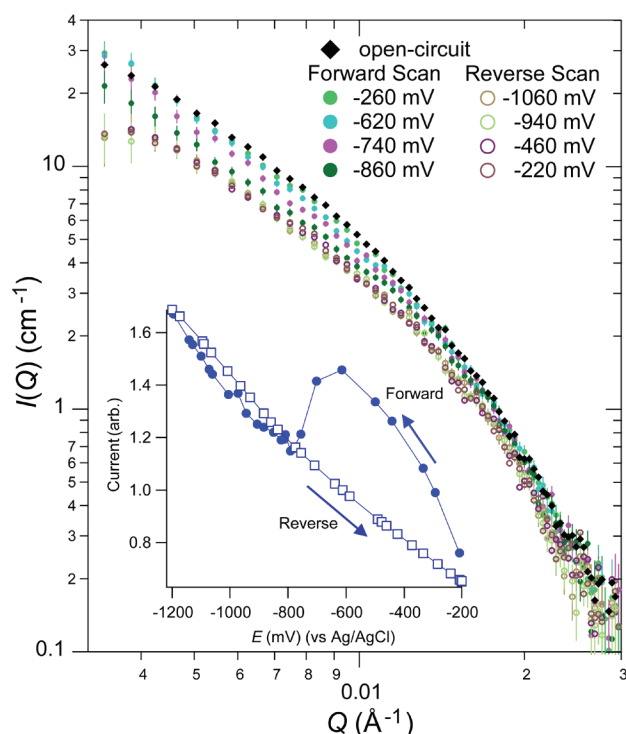 4
3
2
10
9
8
7
6
5
4
3
2
1
9
8
7
6
5
4
3
2
0.1
I(Q) (cm⁻¹)
◆ open-circuit
Forward Scan
-260 mV
-620 mV
-740 mV
-860 mV
Reverse Scan
-1060 mV
-940 mV
-460 mV
-220 mV
1.6
1.4
1.2
1.0
0.8
Current (arb.)
Forward
Reverse
-1200 -1000 -800 -600 -400 -200
E (mV) (vs Ag/AgCl)
4 5 6 7 8 9 0.01 2 3
Q (Å⁻¹)